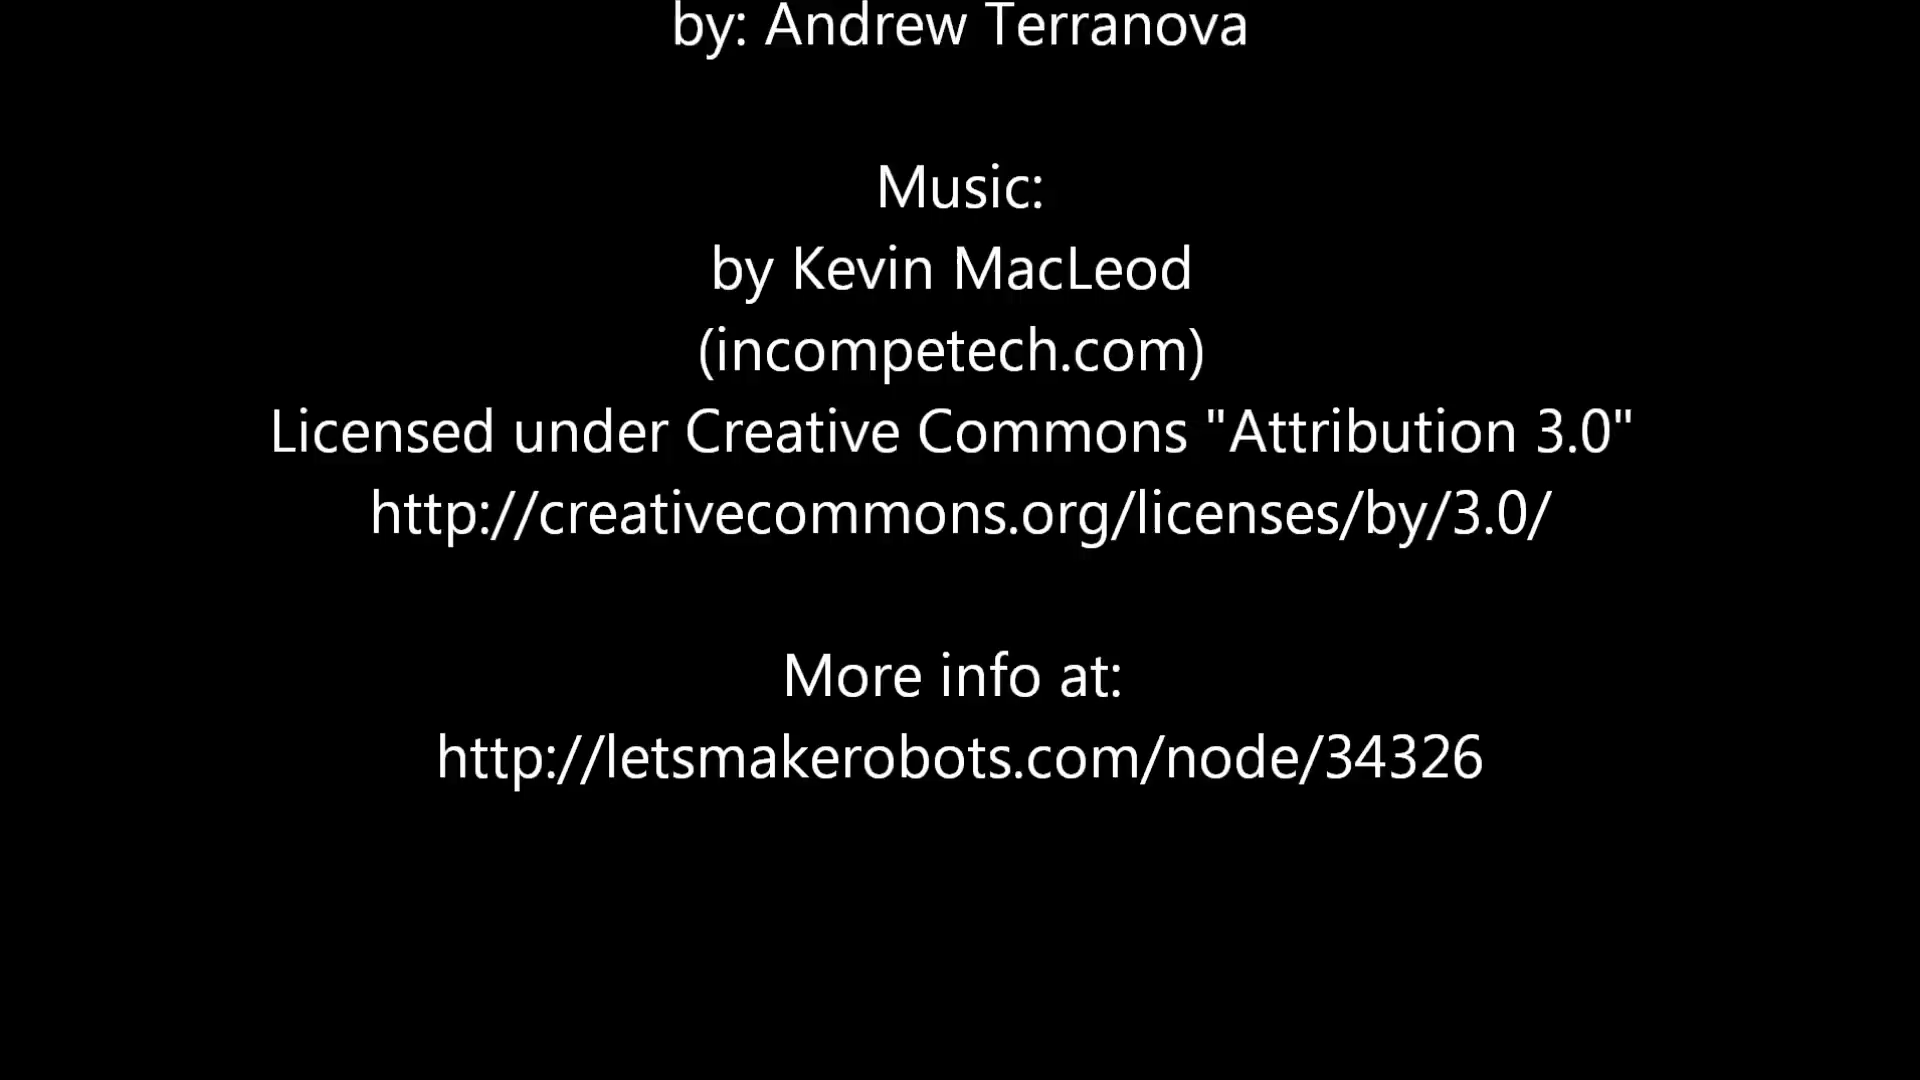 by: Andrew Terranova
Music:
by Kevin MacLeod
(incompetech.com)
Licensed under Creative Commons "Attribution 3.0"
http://creativecommons.org/licenses/by/3.0/
More info at:
http://letsmakerobots.com/node/34326